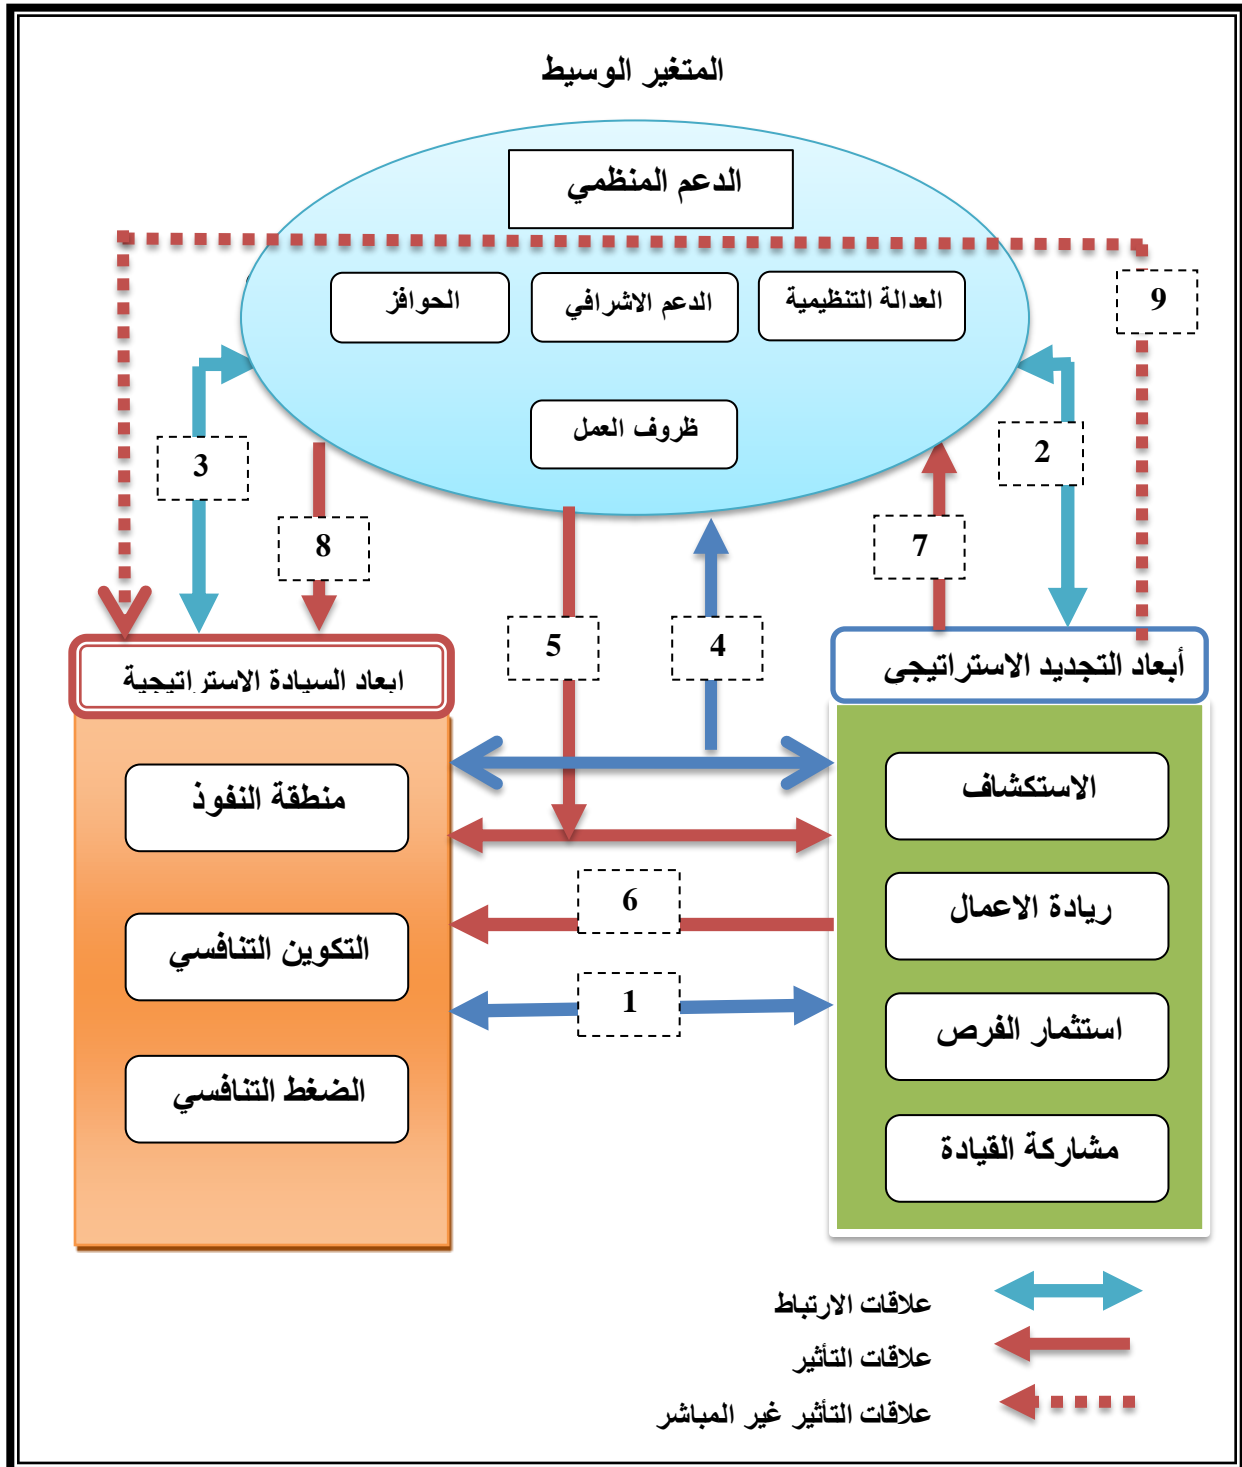 المتغير الوسيط
الدعم المنظمي
العدالة التنظيمية
الدعم الاشرافي
الحوافز
9
ظروف العمل
2
3
7
8
4
5
أبعاد التجديد الاستراتيجي
ابعاد السيادة الاستراتيجية
الاستكشاف
منطقة النفوذ
ريادة الاعمال
6
التكوين التنافسي
استثمار الفرص
1
الضغط التنافسي
مشاركة القيادة
علاقات الارتباط
علاقات التأثير
علاقات التأثير غير المباشر